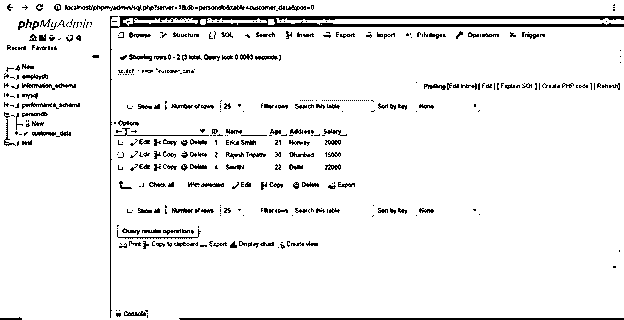 localhost/phpmyadmin/sql.php?server=1&db=persondb&table=customer_data&pos=0
phpMyAdmin
Recent Favorites
New
employdb
information_schema
mysql
performance_schema
persondb
New
customer_data
test
Browse Structure SQL Search Insert Export Import Privileges Operations Triggers
Showing rows 0 - 2 (3 total, Query took 0.0003 seconds.)
SELECT * FROM `customer_data`
Profiling [Edit inline] [ Edit ] [ Explain SQL ] [ Create PHP code ] [ Refresh]
Show all Number of rows: 25 Filter rows: Search this table Sort by key: None
+ Options
ID Name Age Address Salary
Edit Copy Delete 1 Erica Smith 21 Norway 20000
Edit Copy Delete 2 Rajesh Tripathi 30 Dhanbad 15000
Edit Copy Delete 4 Smrithi 22 Delhi 22000
Check all With selected: Edit Copy Delete Export
Show all Number of rows: 25 Filter rows: Search this table Sort by key: None
Query results operations
Print Copy to clipboard Export Display chart Create view
Console